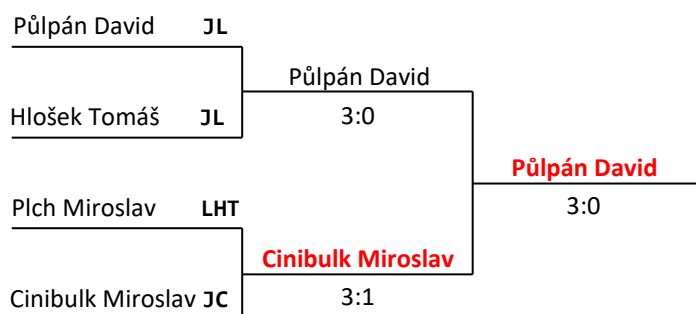 Půlpán David JL
Půlpán David
3:0
Hlošek Tomáš JL
Půlpán David
3:0
Plch Miroslav LHT
Cinibulk Miroslav
3:1
Cinibulk Miroslav JC